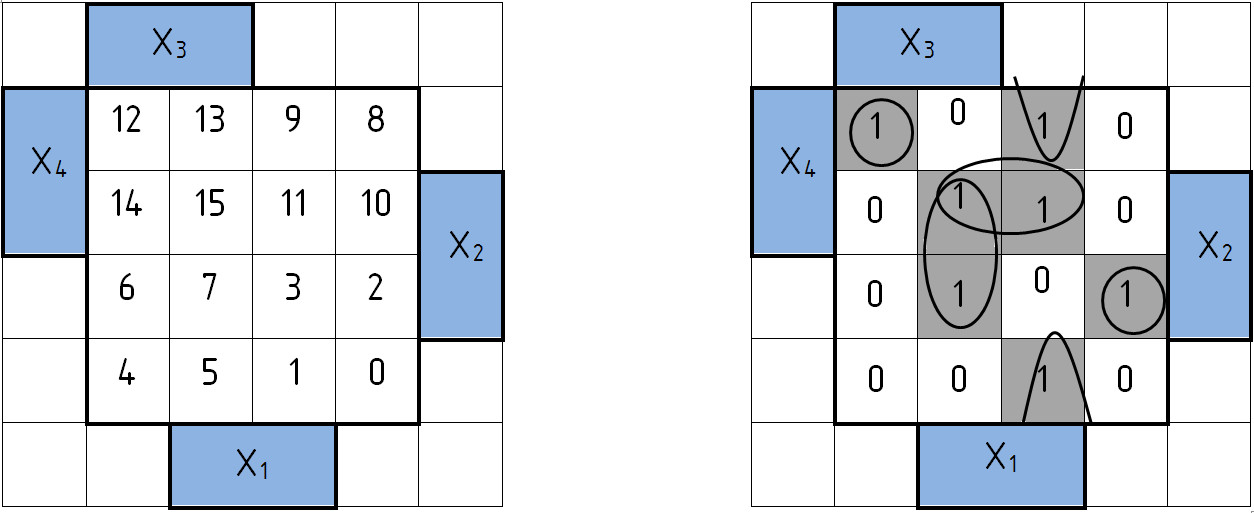 X₃ X₃
12 13 9 8 1 0 1 0
X₄ X₄
14 15 11 10 0 1 1 0
X₂ X₂
6 7 3 2 0 1 0 1
4 5 1 0 0 0 1 0
X₁ X₁